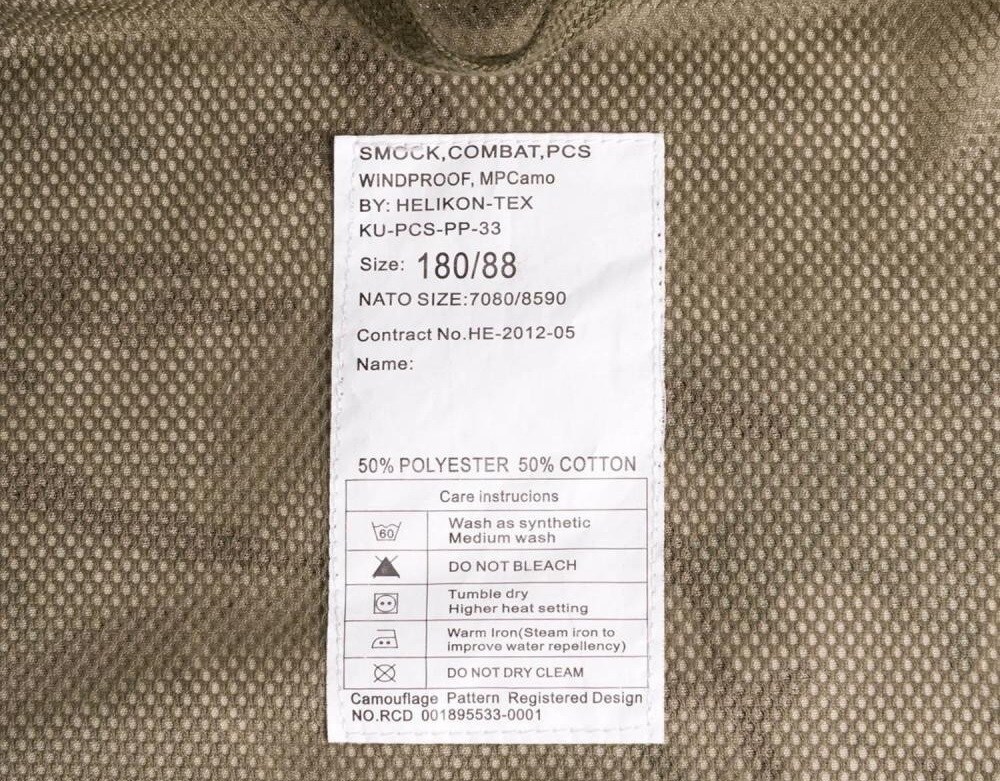 SMOCK,COMBAT,PCS
WINDPROOF, MPCamo
BY: HELIKON-TEX
KU-PCS-PP-33
Size: 180/88
NATO SIZE:7080/8590
Contract No.HE-2012-05
Name:
50% POLYESTER 50% COTTON
Care instrucions
60
Wash as synthetic
Medium wash
DO NOT BLEACH
Tumble dry
Higher heat setting
Warm Iron(Steam iron to
improve water repellency)
DO NOT DRY CLEAM
Camouflage Pattern Registered Design
NO.RCD 001895533-0001